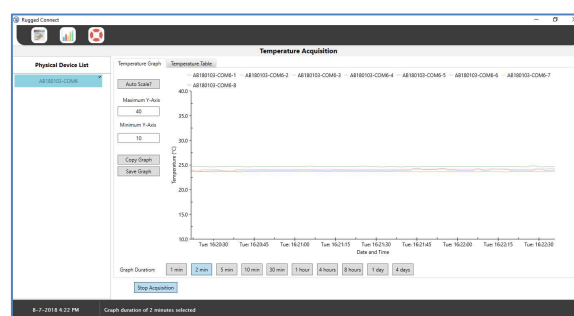 Rugged Connect
Temperature Acquisition
Physical Device List
AB180103-COM6
Temperature Graph Temperature Table
AB180103-COM6-1 AB180103-COM6-2 AB180103-COM6-3 AB180103-COM6-4 AB180103-COM6-5 AB180103-COM6-6 AB180103-COM6-7
AB180103-COM6-8
Auto Scale?
Maximum Y-Axis
40
Minimum Y-Axis
10
Copy Graph
Save Graph
Temperature (°C)
40.0
35.0
30.0
25.0
20.0
15.0
10.0
Tue 16:20:30 Tue 16:20:45 Tue 16:21:00 Tue 16:21:15 Tue 16:21:30 Tue 16:21:45 Tue 16:22:00 Tue 16:22:15 Tue 16:22:30
Date and Time
Graph Duration: 1 min 2 min 5 min 10 min 30 min 1 hour 4 hours 8 hours 1 day 4 days
Stop Acquisition
8-7-2018 4:22 PM Graph duration of 2 minutes selected